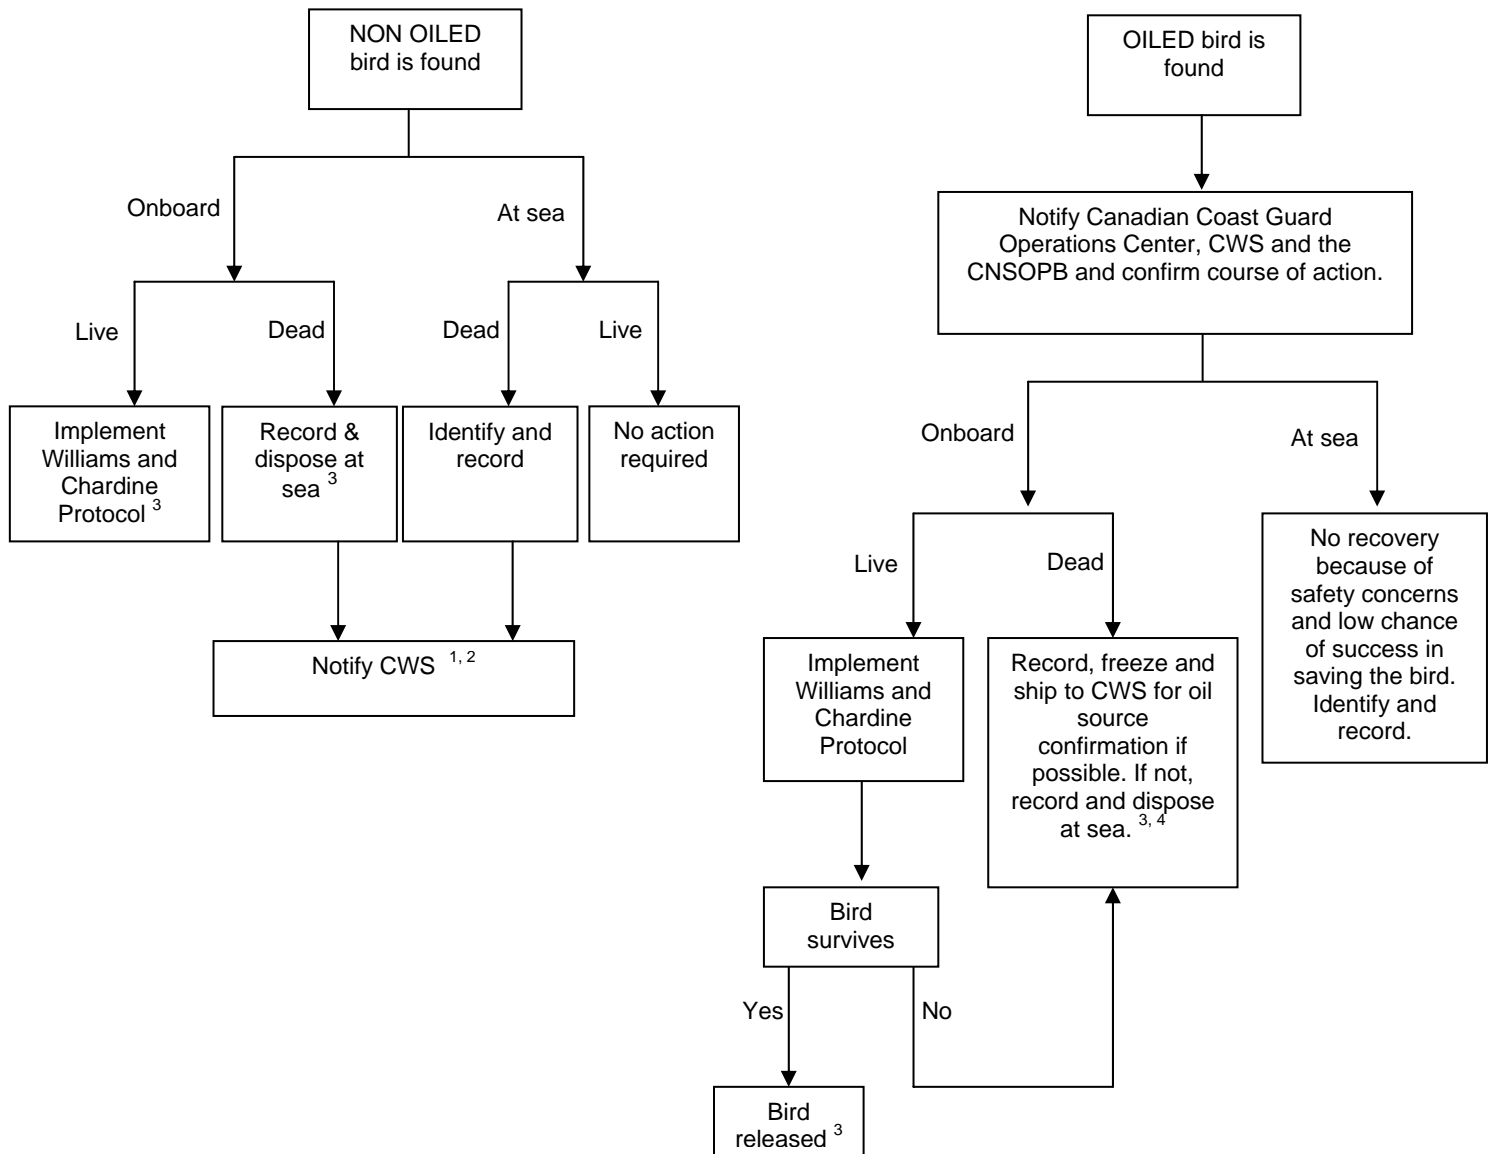 NON OILED
bird is found
Onboard
At sea
Live
Dead
Dead
Live
Implement
Williams and
Chardine
Protocol 3
Record &
dispose at
sea 3
Identify and
record
No action
required
Notify CWS 1, 2
OILED bird is
found
Notify Canadian Coast Guard
Operations Center, CWS and the
CNSOPB and confirm course of action.
Onboard
At sea
Live
Dead
Implement
Williams and
Chardine
Protocol
Record, freeze and
ship to CWS for oil
source
confirmation if
possible. If not,
record and dispose
at sea. 3, 4
No recovery
because of
safety concerns
and low chance
of success in
saving the bird.
Identify and
record.
Bird
survives
Yes
No
Bird
released 3